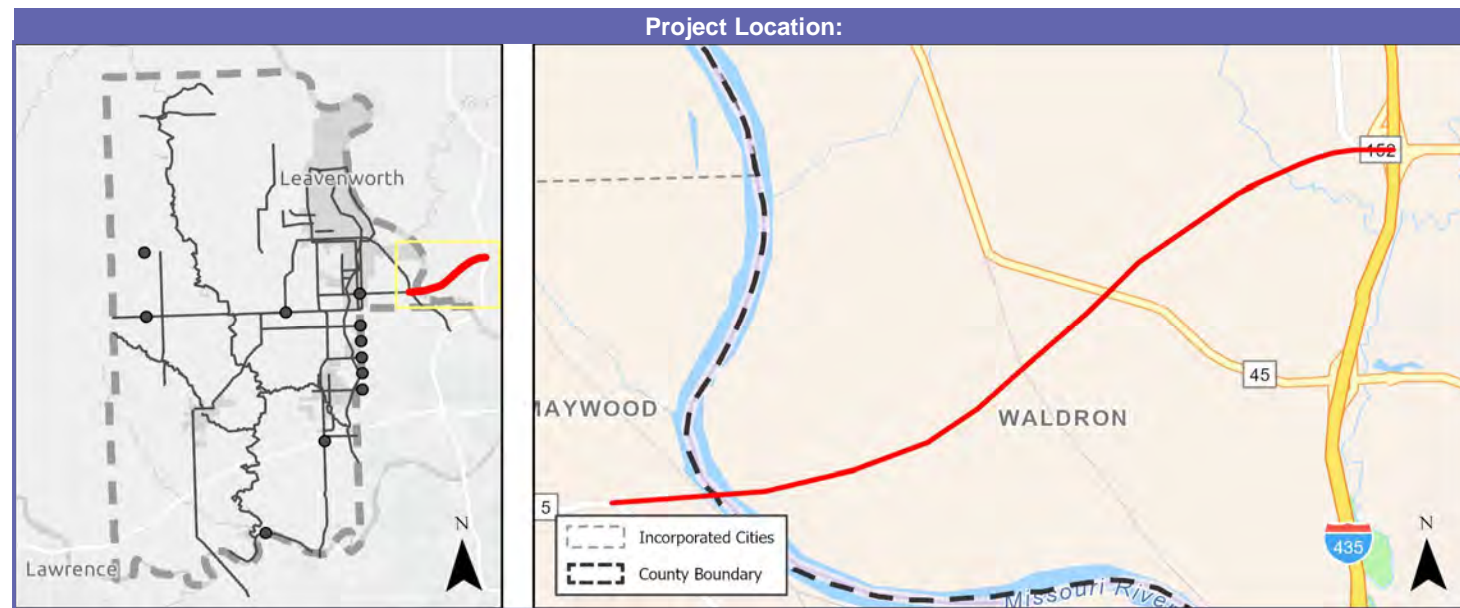 Project Location:
Leavenworth
Lawrence
N
152
45
MAYWOOD
WALDRON
5
Incorporated Cities
County Boundary
435
N
Missouri River